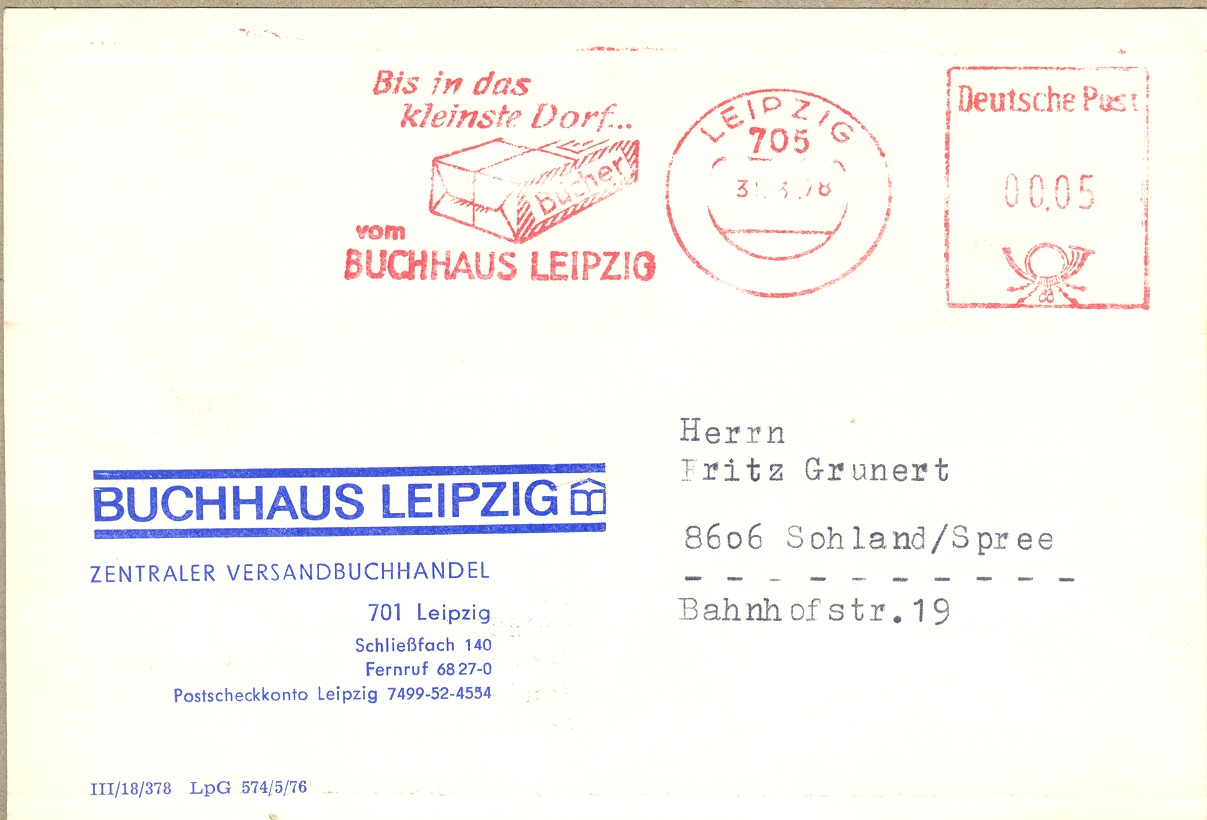 Bis in das
kleinste Dorf...
Bücher
vom
BUCHHAUS LEIPZIG
LEIPZIG
705
Deutsche Post
00,05
Herrn
Fritz Grunert
8606 Sohland/Spree
- - - - - - - - - -
Bahnhofstr.19
BUCHHAUS LEIPZIG
ZENTRALER VERSANDBUCHHANDEL
701 Leipzig
Schließfach 140
Fernruf 68 27-0
Postscheckkonto Leipzig 7499-52-4554
III/18/378 LpG 574/5/76